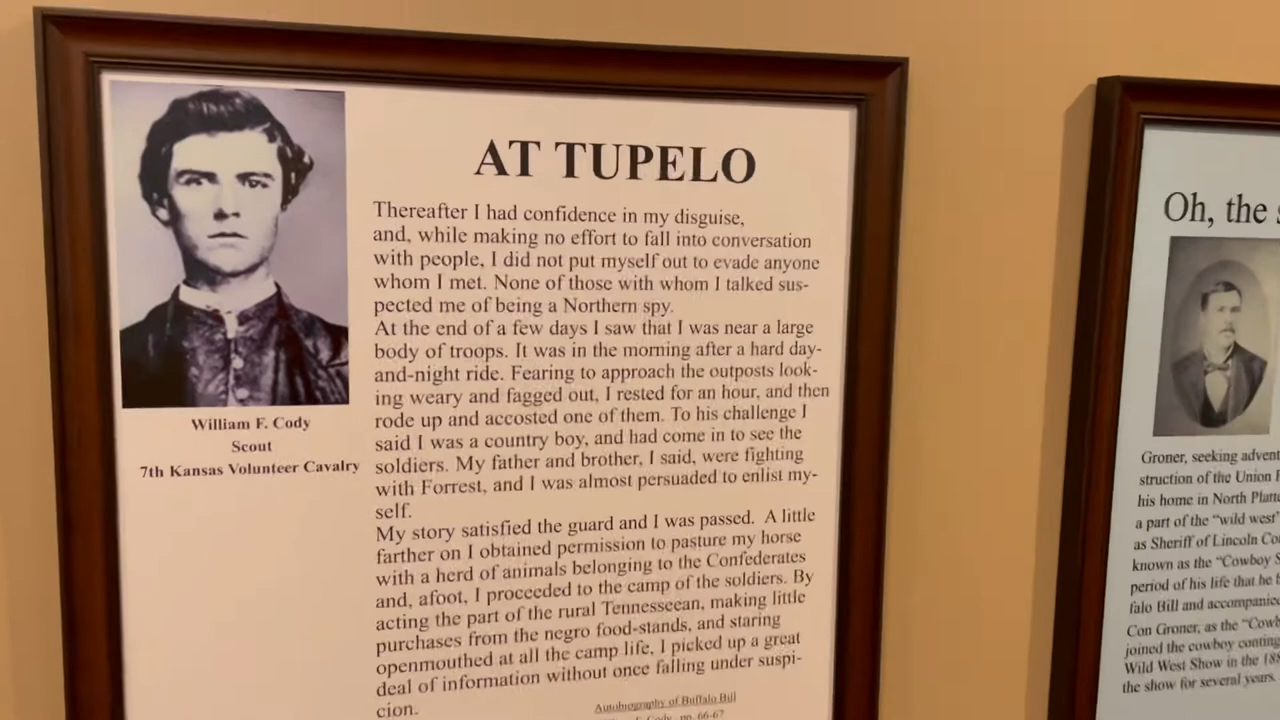 AT TUPELO
Thereafter I had confidence in my disguise,
and, while making no effort to fall into conversation
with people, I did not put myself out to evade anyone
whom I met. None of those with whom I talked sus-
pected me of being a Northern spy.
At the end of a few days I saw that I was near a large
body of troops. It was in the morning after a hard day-
and-night ride. Fearing to approach the outposts look-
ing weary and fagged out, I rested for an hour, and then
rode up and accosted one of them. To his challenge I
said I was a country boy, and had come in to see the
soldiers. My father and brother, I said, were fighting
with Forrest, and I was almost persuaded to enlist my-
self.
My story satisfied the guard and I was passed. A little
farther on I obtained permission to pasture my horse
with a herd of animals belonging to the Confederates
and, afoot, I proceeded to the camp of the soldiers. By
acting the part of the rural Tennesseean, making little
purchases from the negro food-stands, and staring
openmouthed at all the camp life, I picked up a great
deal of information without once falling under suspi-
cion.
Autobiography of Buffalo Bill
Cody, pp. 66-67
William F. Cody
Scout
7th Kansas Volunteer Cavalry
Oh, the
Groner, seeking
struction of the Union
his home in North
a part of the "wild west"
as Sheriff of Lincoln
known as the "Cowboy
period of his life that he
falo Bill and accompanied
Con Groner, as the
joined the cowboy
Wild West Show in the
the show for several years.